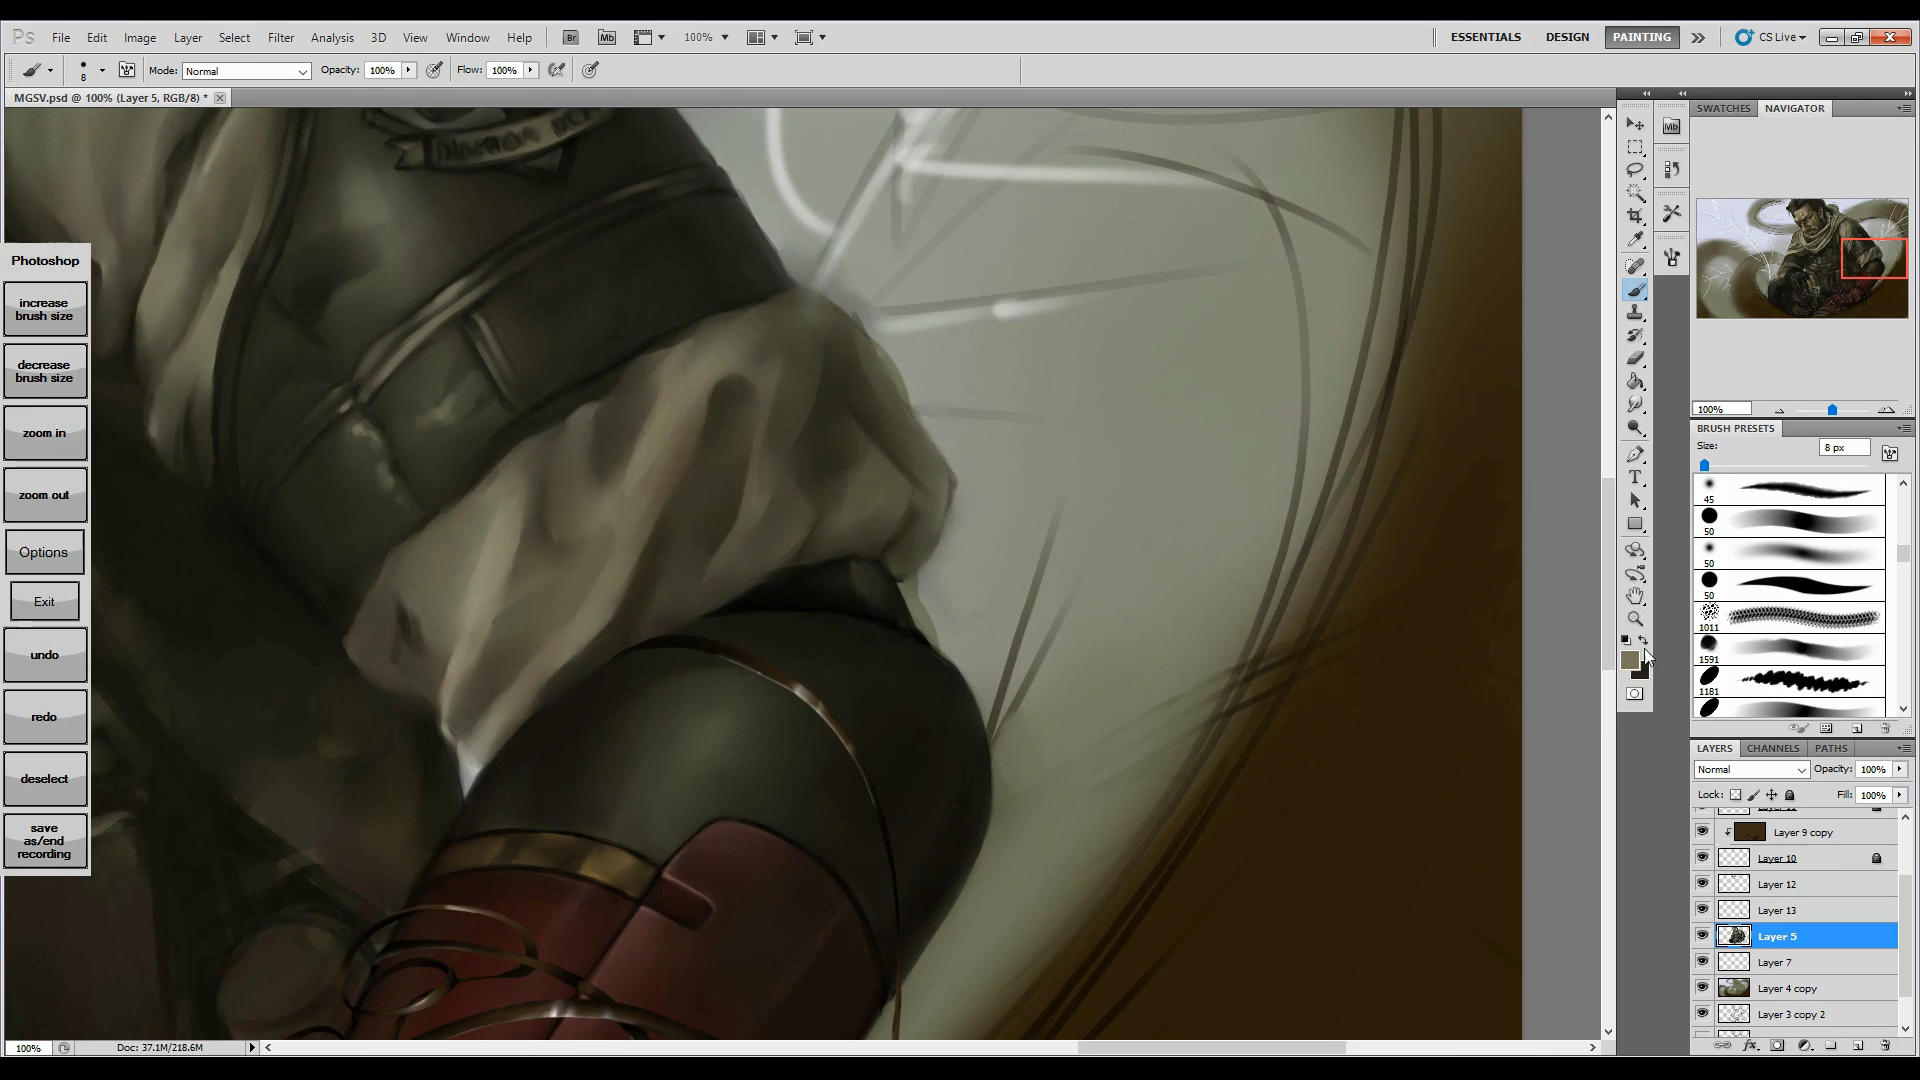 Ps File Edit Image Layer Select Filter Analysis 3D View Window Help Br Mb 100% ESSENTIALS DESIGN PAINTING CS Live
8 Mode: Normal Opacity: 100% Flow: 100%
MGSV.psd @ 100% (Layer 5, RGB/8) *
SWATCHES NAVIGATOR
Mb
Photoshop
increase
brush size
decrease
brush size
zoom in
zoom out
Options
Exit
undo
redo
deselect
save
as/end
recording
T
100%
BRUSH PRESETS
Size: 8 px
45
50
50
50
1011
1591
1181
LAYERS CHANNELS PATHS
Normal Opacity: 100%
Lock: Fill: 100%
Layer 9 copy
Layer 10
Layer 12
Layer 13
Layer 5
Layer 7
Layer 4 copy
Layer 3 copy 2
100% Doc: 37.1M/218.6M